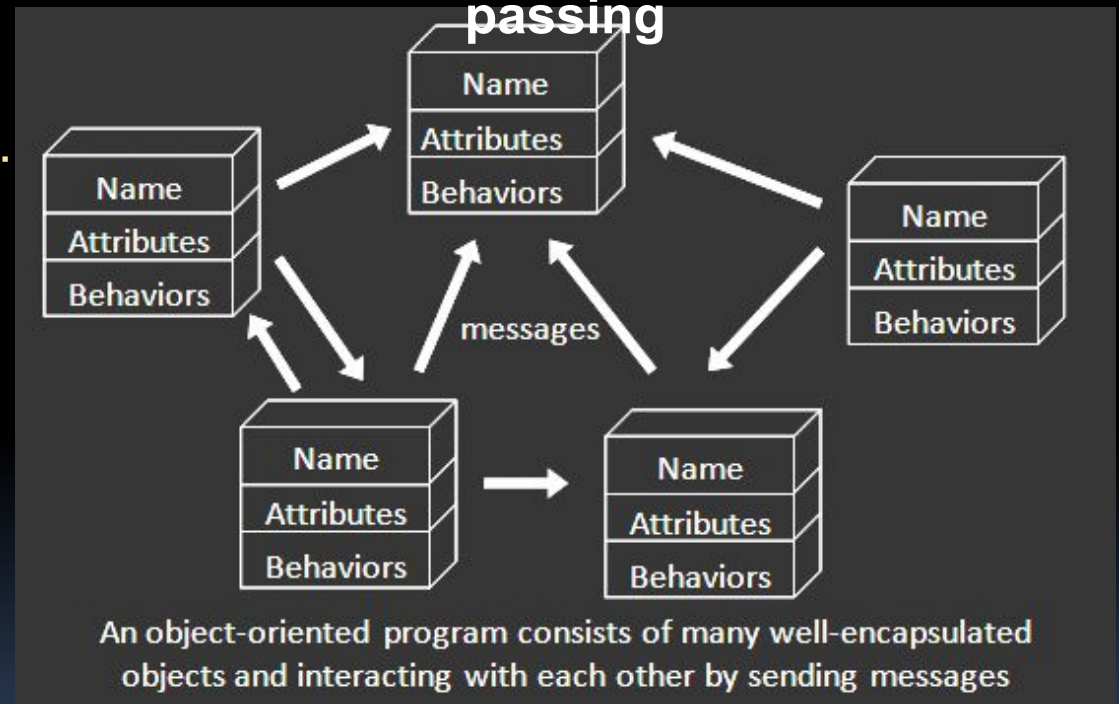 passing
Name
Attributes
Behaviors
Name
Attributes
Behaviors
Name
Attributes
Behaviors
messages
Name
Attributes
Behaviors
Name
Attributes
Behaviors
An object-oriented program consists of many well-encapsulated
objects and interacting with each other by sending messages